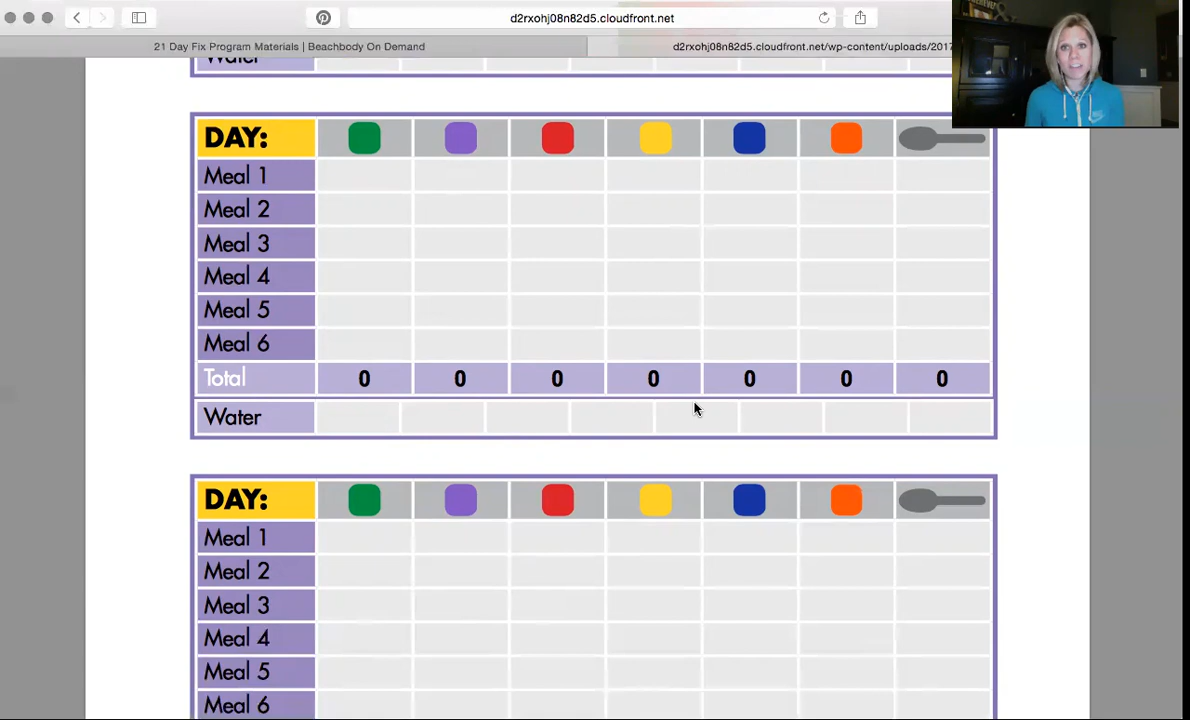 d2rxohj08n82d5.cloudfront.net
21 Day Fix Program Materials | Beachbody On Demand
d2rxohj08n82d5.cloudfront.net/wp-content/uploads/2017
Water
DAY:
Meal 1
Meal 2
Meal 3
Meal 4
Meal 5
Meal 6
Total 0 0 0 0 0 0 0
Water
DAY:
Meal 1
Meal 2
Meal 3
Meal 4
Meal 5
Meal 6